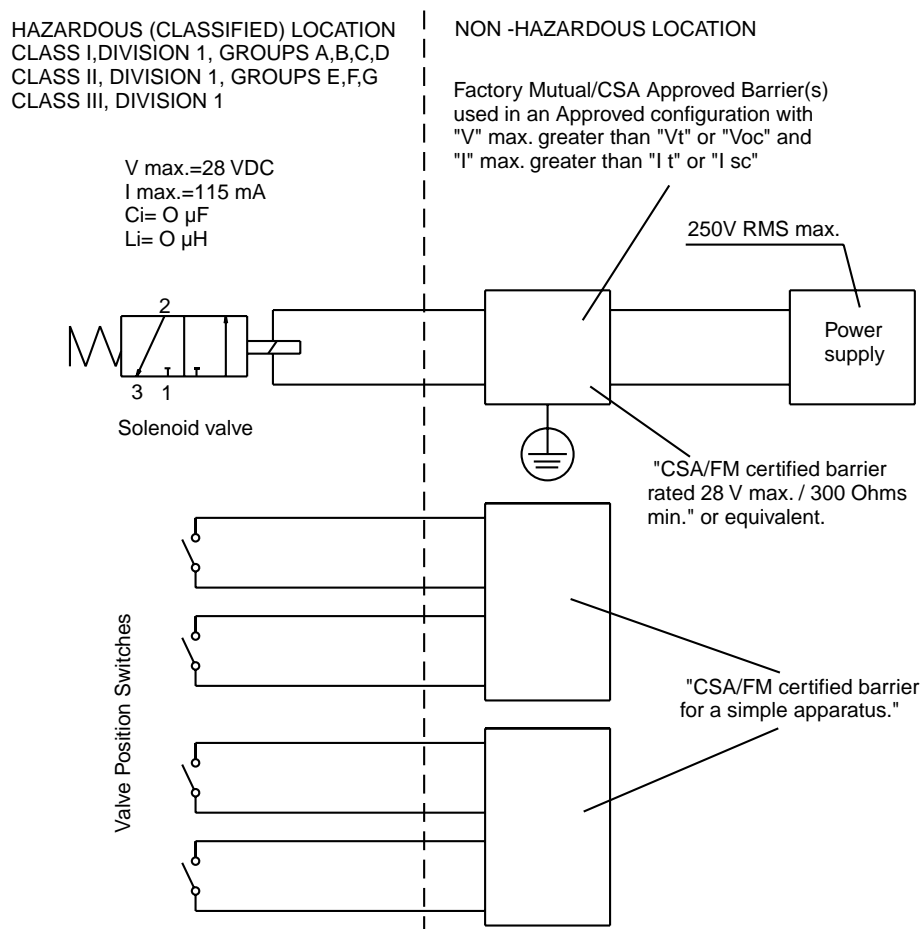 HAZARDOUS (CLASSIFIED) LOCATION
CLASS I,DIVISION 1, GROUPS A,B,C,D
CLASS II, DIVISION 1, GROUPS E,F,G
CLASS III, DIVISION 1
NON -HAZARDOUS LOCATION
Factory Mutual/CSA Approved Barrier(s)
used in an Approved configuration with
"V" max. greater than "Vt" or "Voc" and
"I" max. greater than "I t" or "I sc"
V max.=28 VDC
I max.=115 mA
Ci= O µF
Li= O µH
250V RMS max.
Power
supply
2
3 1
Solenoid valve
"CSA/FM certified barrier
rated 28 V max. / 300 Ohms
min." or equivalent.
Valve Position Switches
"CSA/FM certified barrier
for a simple apparatus."